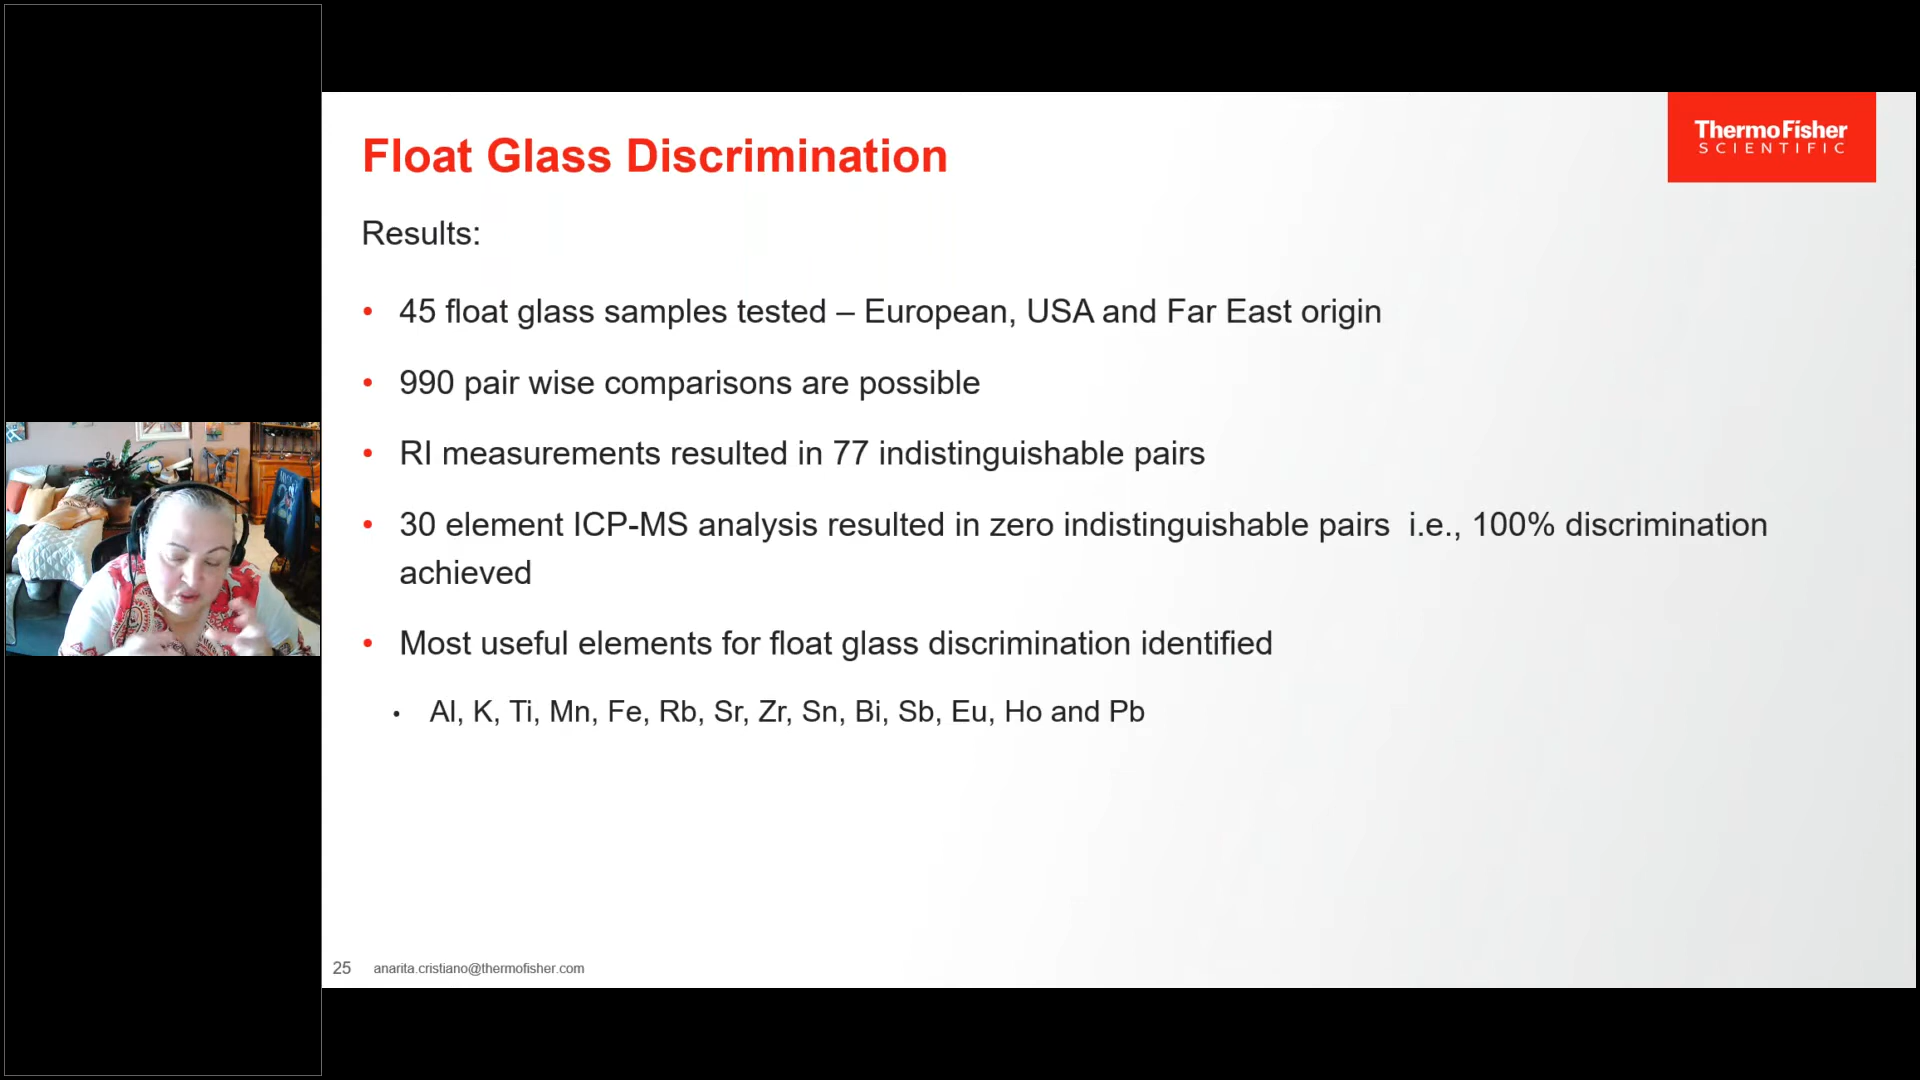 Float Glass Discrimination
ThermoFisher
SCIENTIFIC
Results:
• 45 float glass samples tested – European, USA and Far East origin
• 990 pair wise comparisons are possible
• RI measurements resulted in 77 indistinguishable pairs
• 30 element ICP-MS analysis resulted in zero indistinguishable pairs i.e., 100% discrimination
achieved
• Most useful elements for float glass discrimination identified
• Al, K, Ti, Mn, Fe, Rb, Sr, Zr, Sn, Bi, Sb, Eu, Ho and Pb
25 anarita.cristiano@thermofisher.com